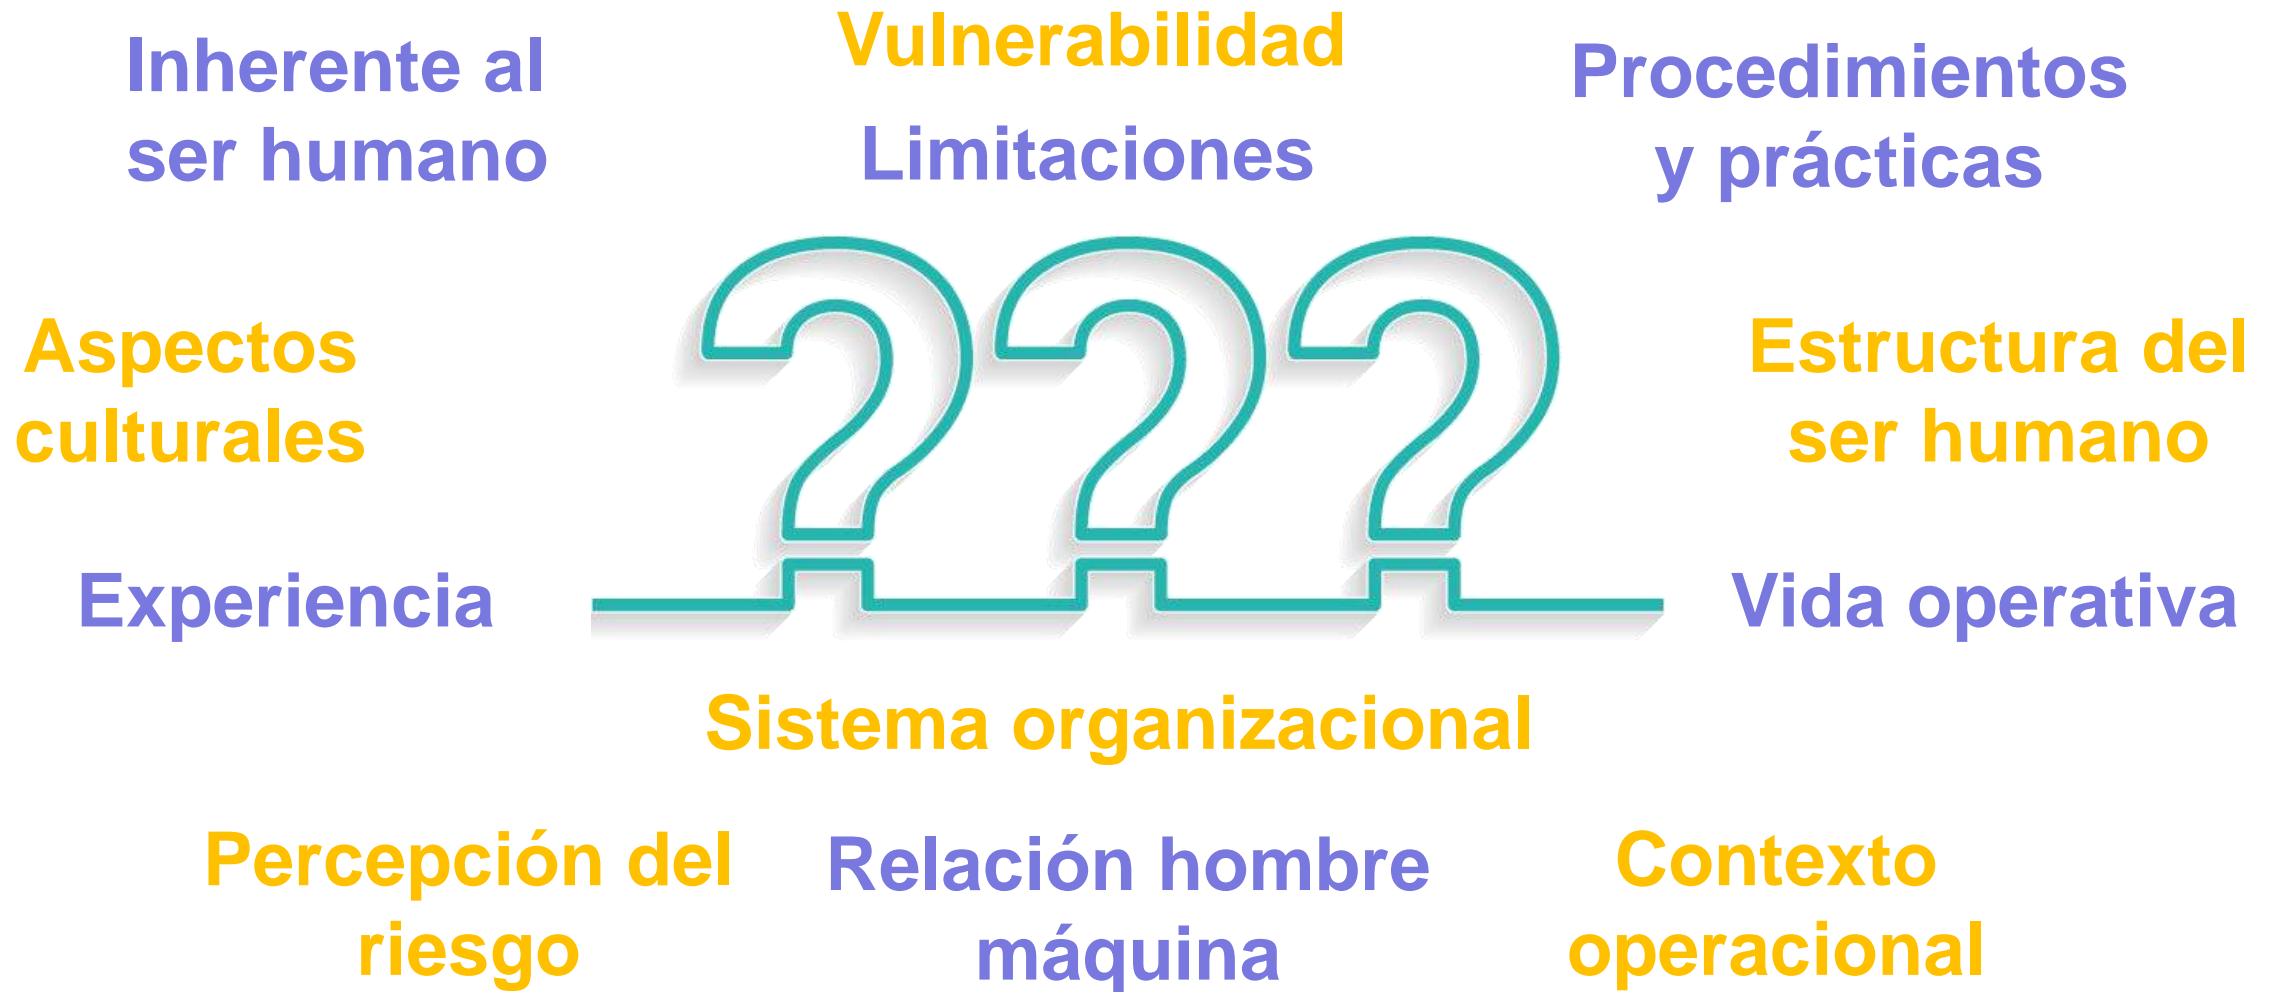 Inherente al
ser humano
Vulnerabilidad
Limitaciones
Procedimientos
y prácticas
???
Aspectos
culturales
Estructura del
ser humano
Experiencia
Vida operativa
Sistema organizacional
Percepción del
riesgo
Relación hombre
máquina
Contexto
operacional